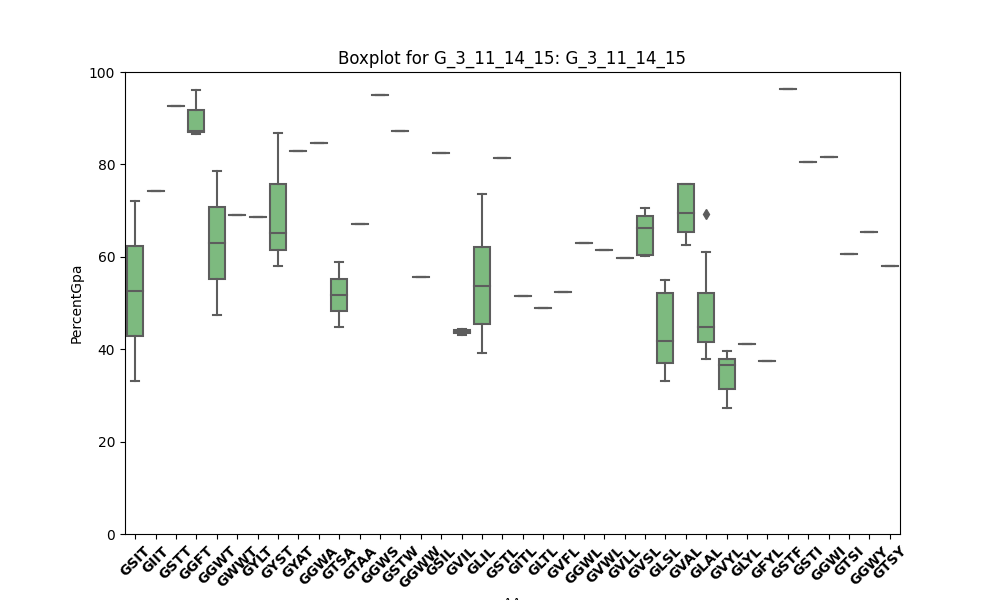 Boxplot for G_3_11_14_15: G_3_11_14_15
100
80
60
40
20
0
PercentGpa
GSIT
GIIT
GSTT
GGFT
GGWT
GWWT
GYLT
GYST
GYAT
GGWA
GTSA
GTAA
GGWS
GSTW
GGWW
GSIL
GVIL
GLIL
GSTL
GITL
GLTL
GVFL
GGWL
GVWL
GVLL
GVSL
GLSL
GVAL
GLAL
GVYL
GLYL
GFYL
GSTF
GSTI
GGWI
GTSI
GGWY
GTSY